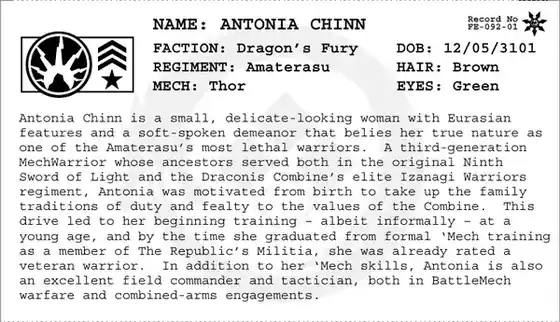 NAME: ANTONIA CHINN
Record No
FE-092-01
FACTION: Dragon's Fury DOB: 12/05/3101
REGIMENT: Amaterasu HAIR: Brown
MECH: Thor EYES: Green
Antonia Chinn is a small, delicate-looking woman with Eurasian
features and a soft-spoken demeanor that belies her true nature as
one of the Amaterasu's most lethal warriors.  A third-generation
MechWarrior whose ancestors served both in the original Ninth
Sword of Light and the Draconis Combine's elite Izanagi Warriors
regiment, Antonia was motivated from birth to take up the family
traditions of duty and fealty to the values of the Combine.  This
drive led to her beginning training – albeit informally – at a
young age, and by the time she graduated from formal ‘Mech training
as a member of The Republic's Militia, she was already rated a
veteran warrior.  In addition to her ‘Mech skills, Antonia is also
an excellent field commander and tactician, both in BattleMech
warfare and combined-arms engagements.